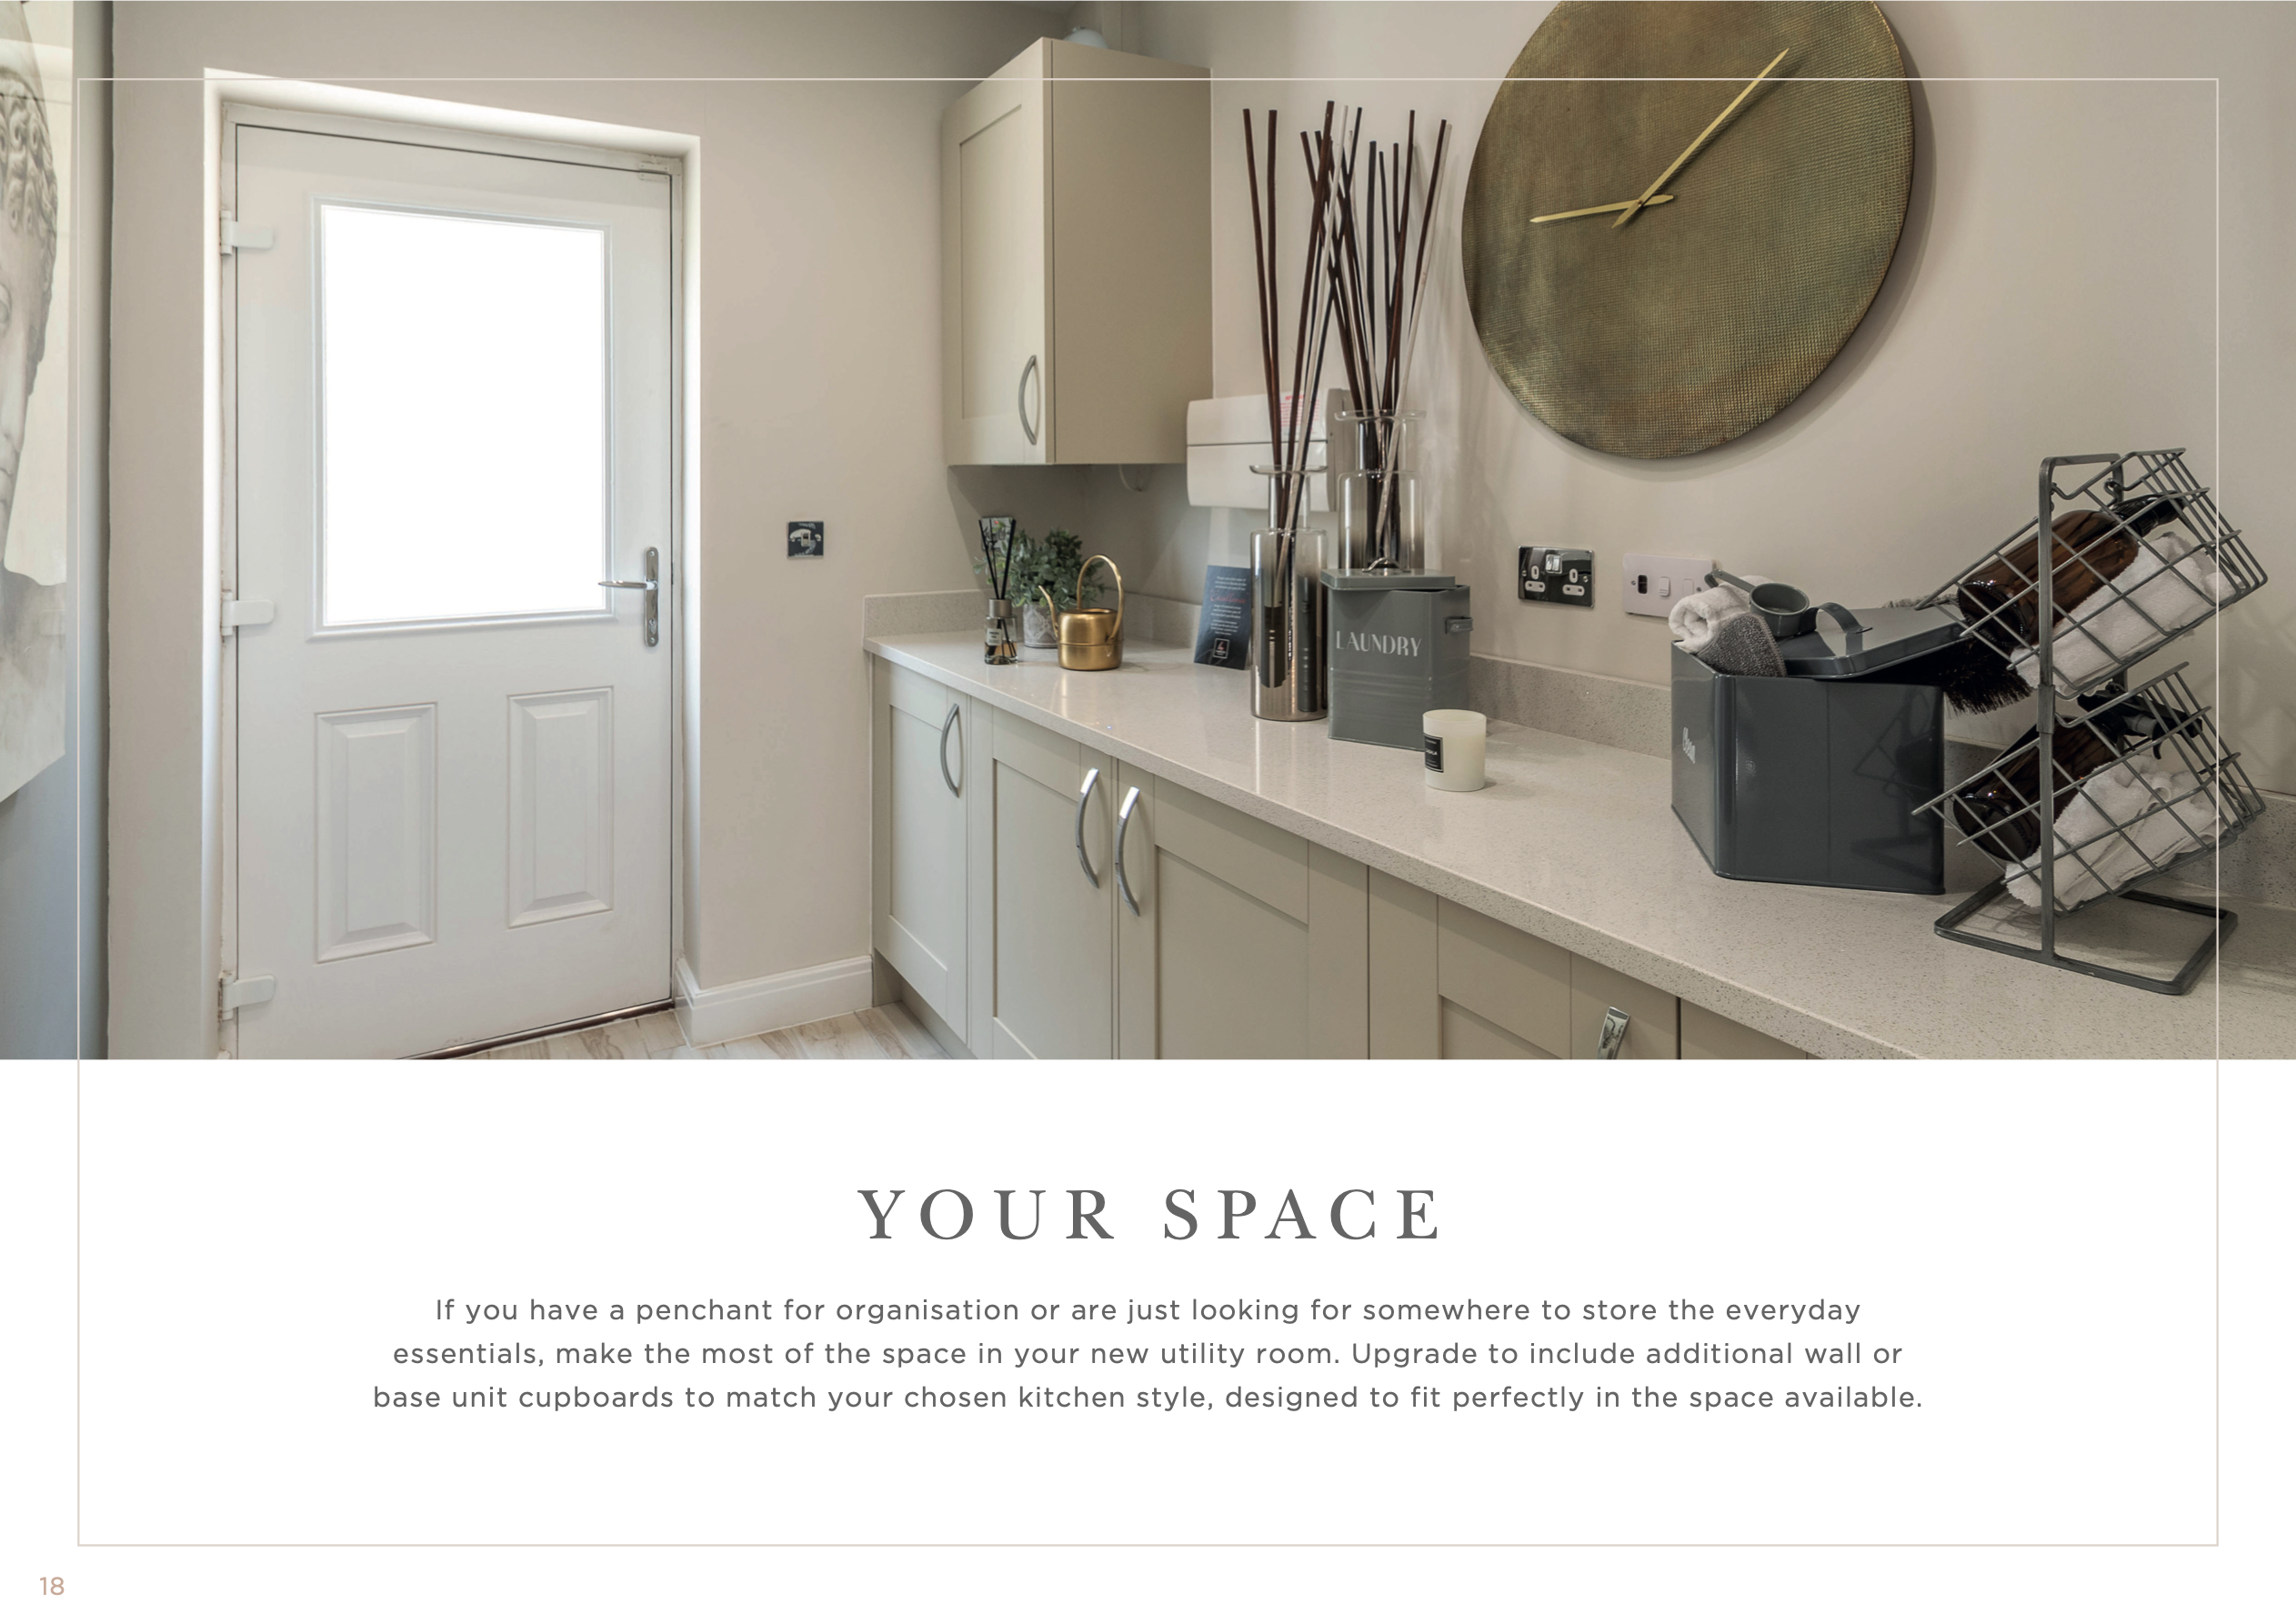 LAUNDRY
YOUR SPACE
If you have a penchant for organisation or are just looking for somewhere to store the everyday
essentials, make the most of the space in your new utility room. Upgrade to include additional wall or
base unit cupboards to match your chosen kitchen style, designed to fit perfectly in the space available.
18